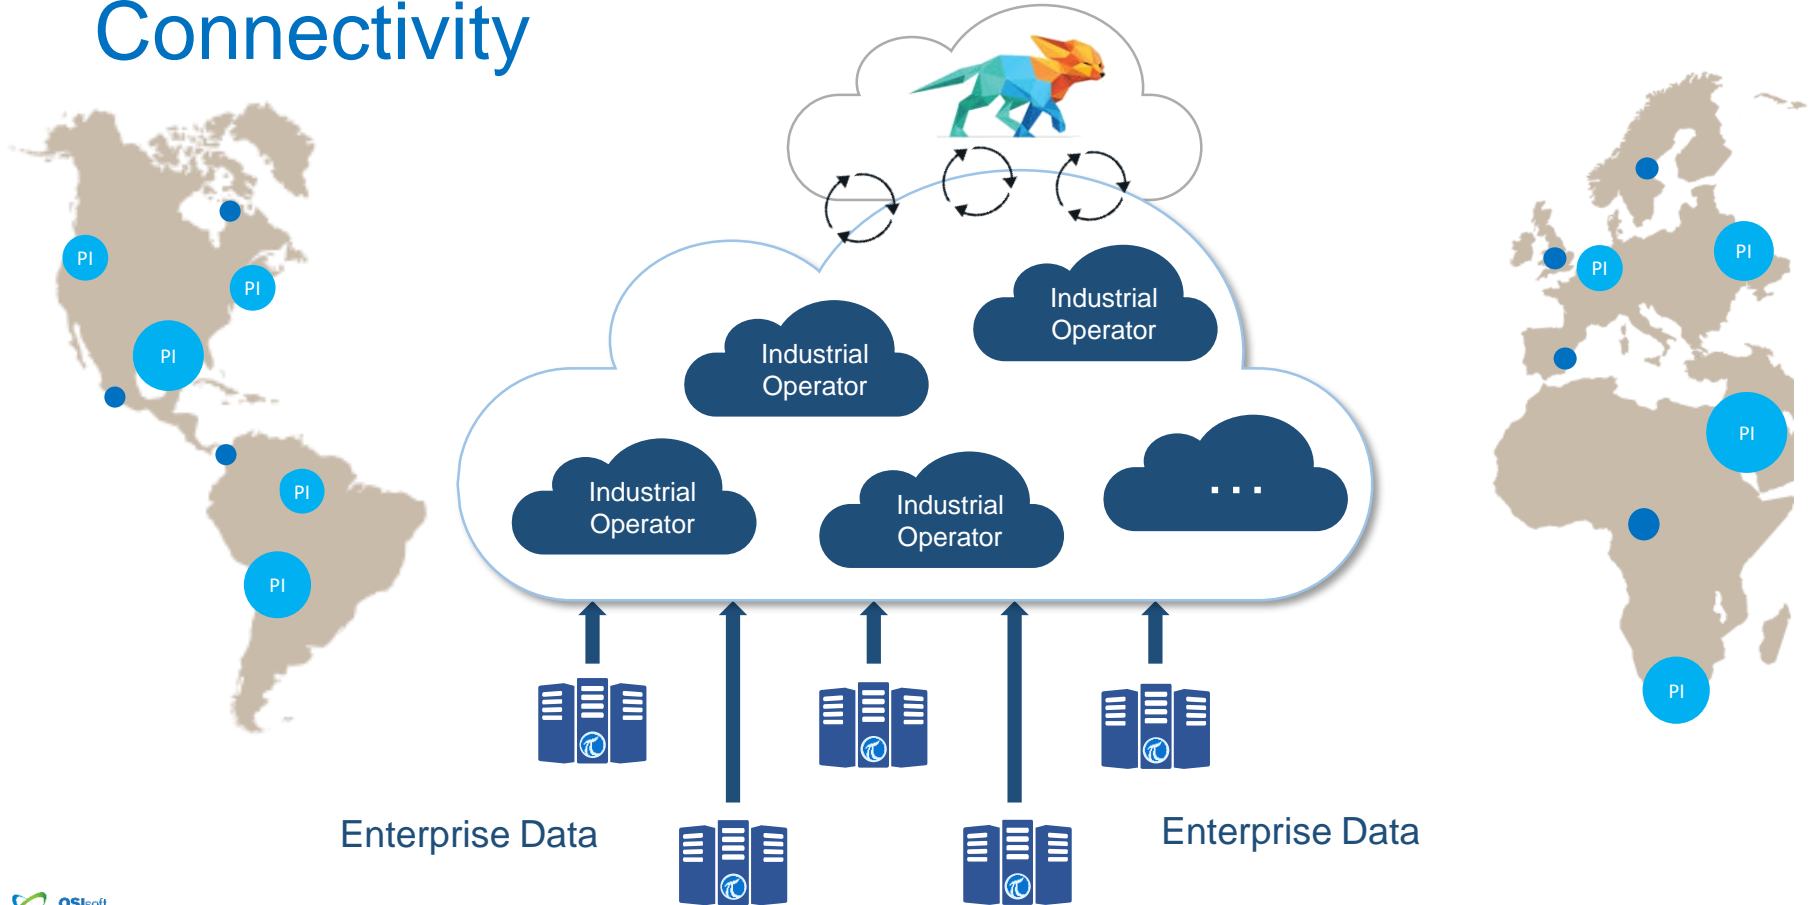 Connectivity
PI
PI
PI
PI
PI
Industrial
Operator
Industrial
Operator
Industrial
Operator
Industrial
Operator
...
PI
PI
PI
PI
Enterprise Data
Enterprise Data
OSIsoft